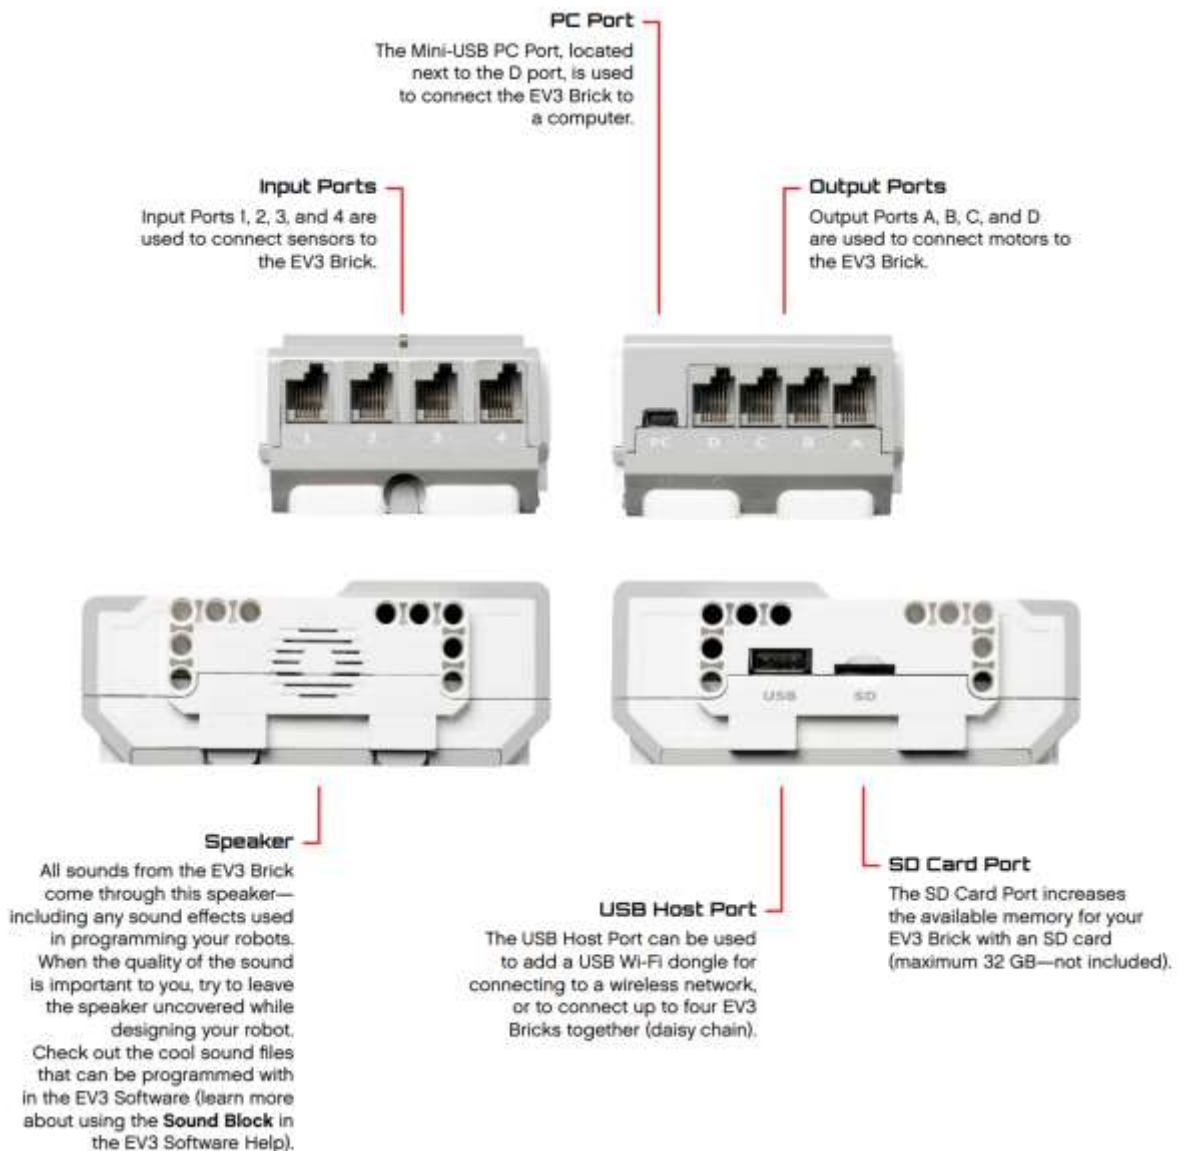 PC Port
The Mini-USB PC Port, located
next to the D port, is used
to connect the EV3 Brick to
a computer.
Input Ports
Input Ports 1, 2, 3, and 4 are
used to connect sensors to
the EV3 Brick.
Output Ports
Output Ports A, B, C, and D
are used to connect motors to
the EV3 Brick.
1 2 3 4
PC D C B A
USB SD
Speaker
All sounds from the EV3 Brick
come through this speaker—
including any sound effects used
in programming your robots.
When the quality of the sound
is important to you, try to leave
the speaker uncovered while
designing your robot.
Check out the cool sound files
that can be programmed with
in the EV3 Software (learn more
about using the Sound Block in
the EV3 Software Help).
USB Host Port
The USB Host Port can be used
to add a USB Wi-Fi dongle for
connecting to a wireless network,
or to connect up to four EV3
Bricks together (daisy chain).
SD Card Port
The SD Card Port increases
the available memory for your
EV3 Brick with an SD card
(maximum 32 GB—not included).